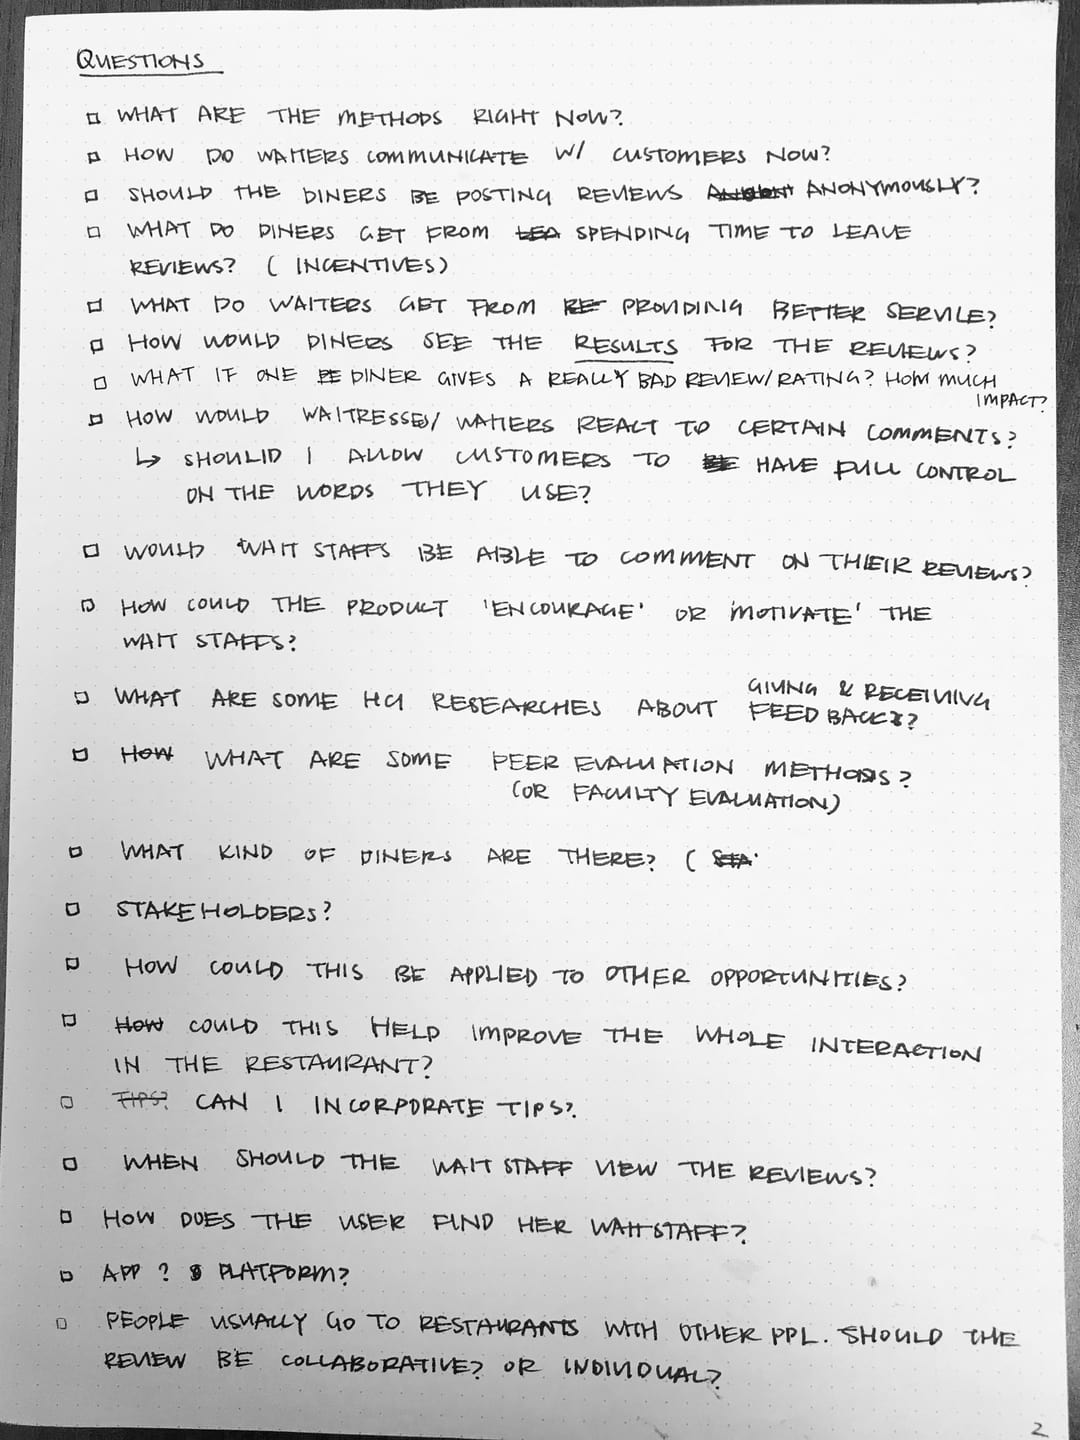 QUESTIONS
WHAT ARE THE METHODS RIGHT NOW?
HOW DO WAITERS COMMUNICATE W/ CUSTOMERS NOW?
SHOULD THE DINERS BE POSTING REVIEWS ANONYMOUSLY?
WHAT DO DINERS GET FROM LEA SPENDING TIME TO LEAVE
REVIEWS? (INCENTIVES)
WHAT DO WAITERS GET FROM RE PROVIDING BETTER SERVICE?
HOW WOULD DINERS SEE THE RESULTS FOR THE REVIEWS?
WHAT IF ONE DINER GIVES A REALLY BAD REVIEW/RATING? HOW MUCH
IMPACT?
HOW WOULD WAITRESSES/WAITERS REACT TO CERTAIN COMMENTS?
↳ SHOULD I ALLOW CUSTOMERS TO BE HAVE FULL CONTROL
ON THE WORDS THEY USE?
WOULD WAIT STAFFS BE ABLE TO COMMENT ON THEIR REVIEWS?
HOW COULD THE PRODUCT 'ENCOURAGE' OR 'MOTIVATE' THE
WAIT STAFFS?
WHAT ARE SOME HCI RESEARCHES ABOUT GIVING & RECEIVING
FEEDBACK?
HOW WHAT ARE SOME PEER EVALUATION METHODS?
(OR FACULTY EVALUATION)
WHAT KIND OF DINERS ARE THERE? (STA
STAKEHOLDERS?
HOW COULD THIS BE APPLIED TO OTHER OPPORTUNITIES?
HOW COULD THIS HELP IMPROVE THE WHOLE INTERACTION
IN THE RESTAURANT?
TIPS? CAN I INCORPORATE TIPS?
WHEN SHOULD THE WAIT STAFF VIEW THE REVIEWS?
HOW DOES THE USER FIND HER WAITSTAFF?
APP? PLATFORM?
PEOPLE USUALLY GO TO RESTAURANTS WITH OTHER PPL. SHOULD THE
REVIEW BE COLLABORATIVE? OR INDIVIDUAL?
2